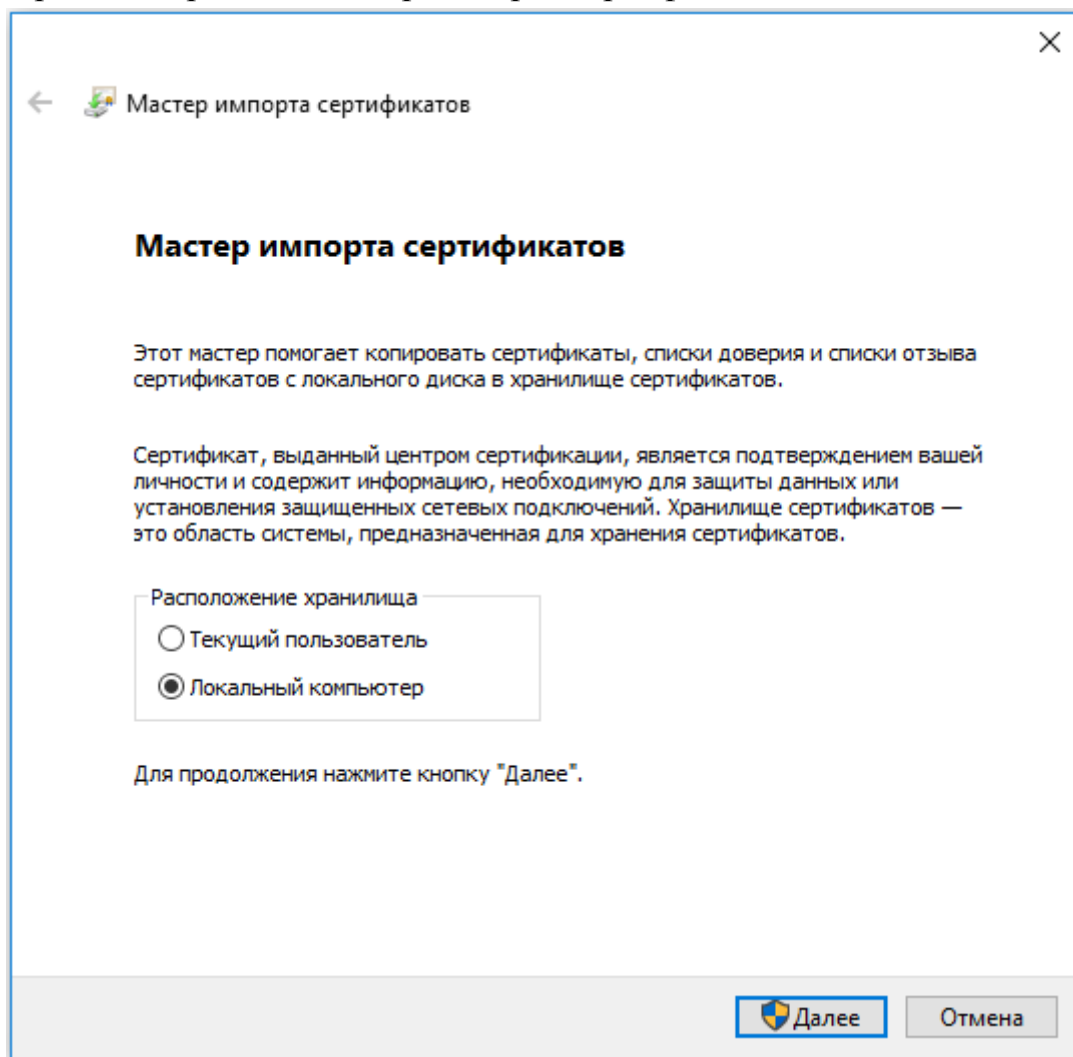 Мастер импорта сертификатов
Мастер импорта сертификатов
Этот мастер помогает копировать сертификаты, списки доверия и списки отзыва
сертификатов с локального диска в хранилище сертификатов.
Сертификат, выданный центром сертификации, является подтверждением вашей
личности и содержит информацию, необходимую для защиты данных или
установления защищенных сетевых подключений. Хранилище сертификатов —
это область системы, предназначенная для хранения сертификатов.
Расположение хранилища
Текущий пользователь
Локальный компьютер
Для продолжения нажмите кнопку "Далее".
Далее
Отмена